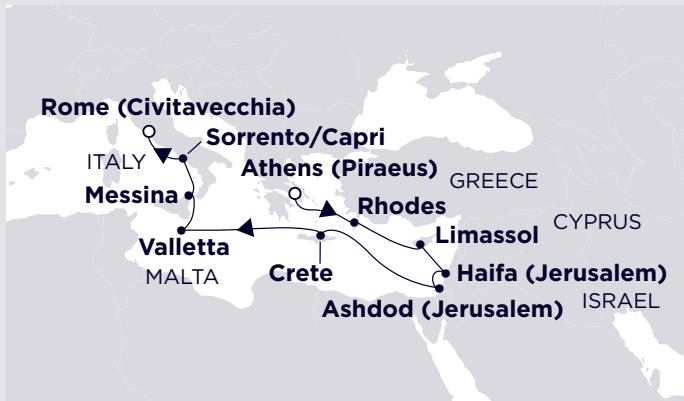 Rome (Civitavecchia)
Sorrento/Capri
ITALY
Athens (Piraeus)
GREECE
Messina
Rhodes
CYPRUS
Limassol
Valletta
MALTA
Crete
Haifa (Jerusalem)
ISRAEL
Ashdod (Jerusalem)